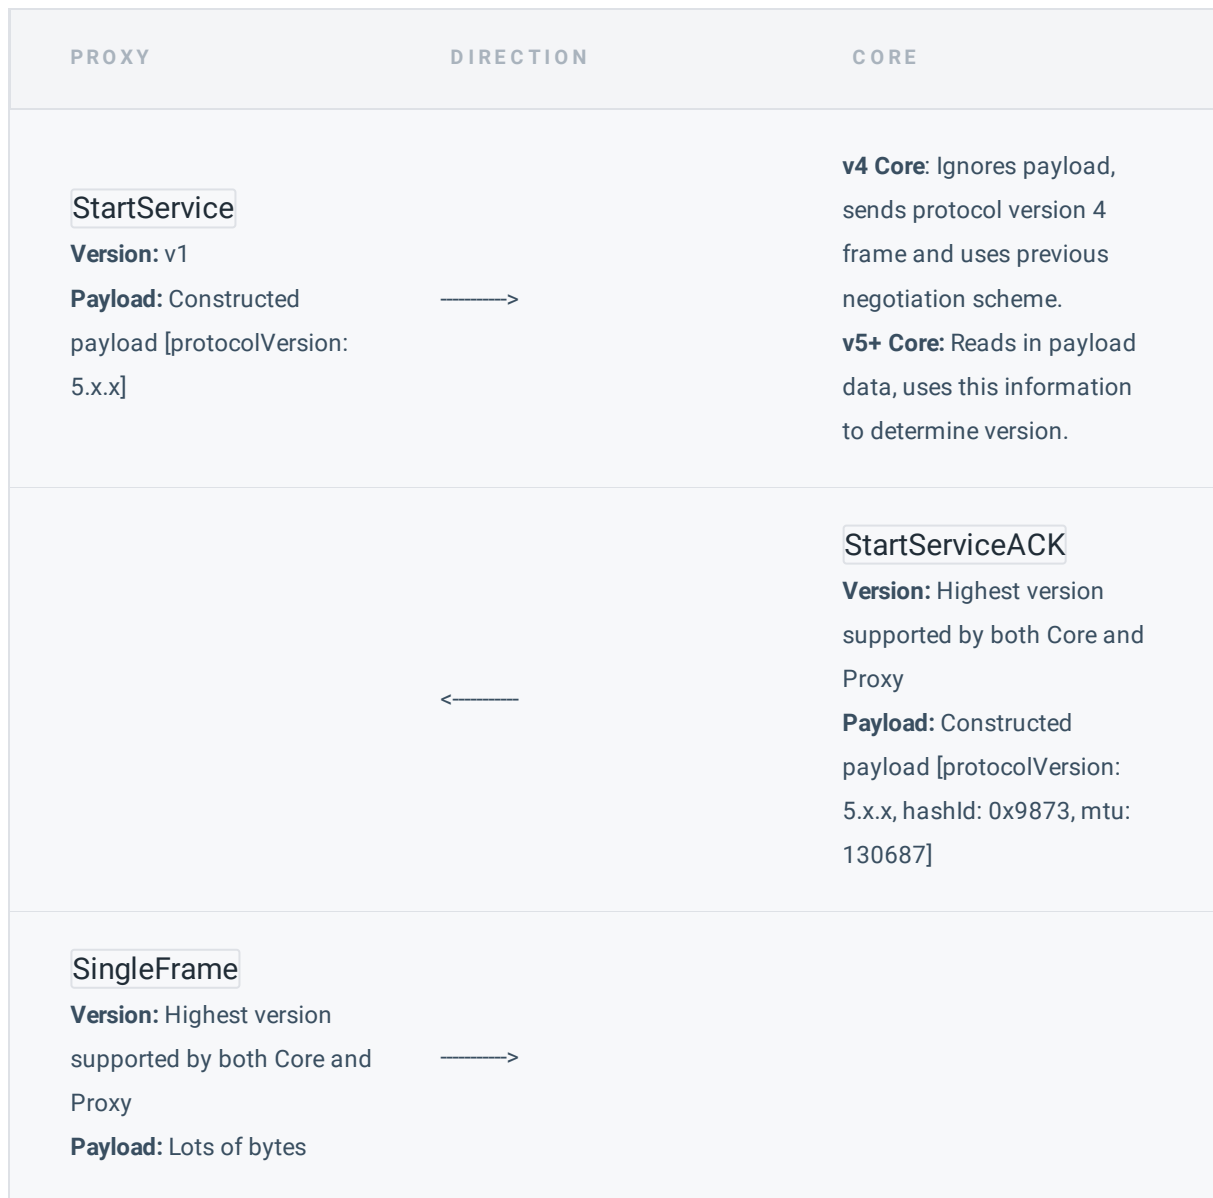 PROXY
DIRECTION
CORE
StartService
Version: v1
Payload: Constructed
payload [protocolVersion:
5.x.x]
----------->
v4 Core: Ignores payload,
sends protocol version 4
frame and uses previous
negotiation scheme.
v5+ Core: Reads in payload
data, uses this information
to determine version.
<-----------
StartServiceACK
Version: Highest version
supported by both Core and
Proxy
Payload: Constructed
payload [protocolVersion:
5.x.x, hashId: 0x9873, mtu:
130687]
SingleFrame
Version: Highest version
supported by both Core and
Proxy
Payload: Lots of bytes
----------->